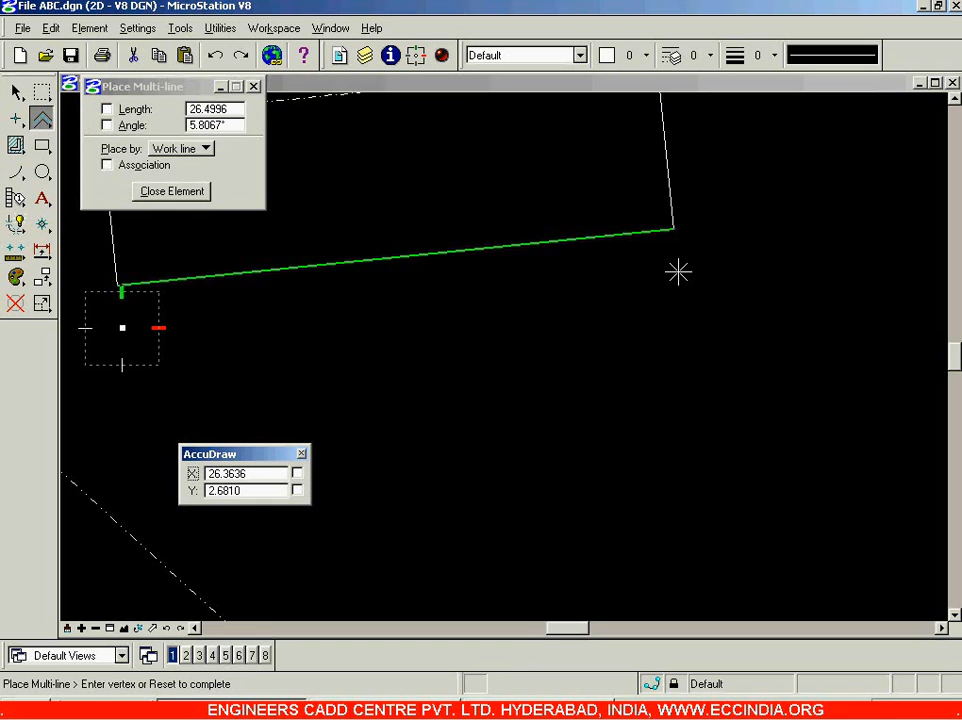 File ABC.dgn (2D - V8 DGN) - MicroStation V8
File Edit Element Settings Tools Utilities Workspace Window Help
Default 0 0 0
Place Multi-line
Length: 26.4996
Angle: 5.8067°
Place by: Work line
Association
Close Element
AccuDraw
X: 26.3636
Y: 2.6810
Default Views 1 2 3 4 5 6 7 8
Place Multi-line > Enter vertex or Reset to complete Default
ENGINEERS CADD CENTRE PVT. LTD. HYDERABAD, INDIA, WWW.ECCINDIA.ORG